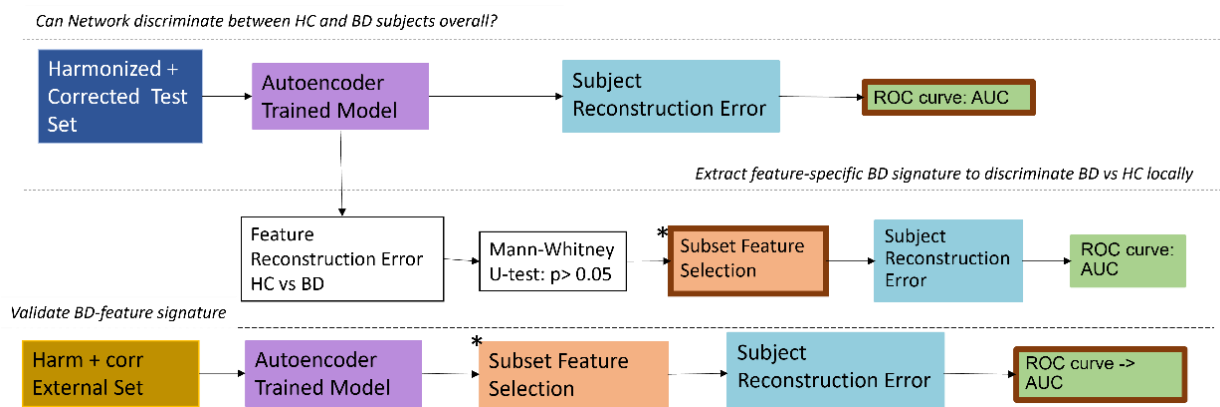 Can Network discriminate between HC and BD subjects overall?
Harmonized +
Corrected Test
Set
Autoencoder
Trained Model
Subject
Reconstruction Error
ROC curve: AUC
Extract feature-specific BD signature to discriminate BD vs HC locally
Feature
Reconstruction Error
HC vs BD
Mann-Whitney
U-test: p> 0.05
*
Subset Feature
Selection
Subject
Reconstruction
Error
ROC curve:
AUC
Validate BD-feature signature
Harm + corr
External Set
Autoencoder
Trained Model
*
Subset Feature
Selection
Subject
Reconstruction Error
ROC curve ->
AUC